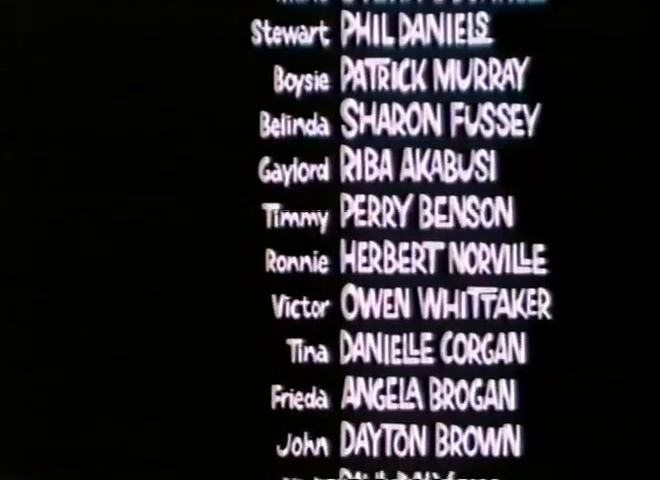 Stewart PHIL DANIELS
Boysie PATRICK MURRAY
Belinda SHARON FUSSEY
Gaylord RIBA AKABUSI
Timmy PERRY BENSON
Ronnie HERBERT NORVILLE
Victor OWEN WHITTAKER
Tina DANIELLE CORGAN
Frieda ANGELA BROGAN
John DAYTON BROWN